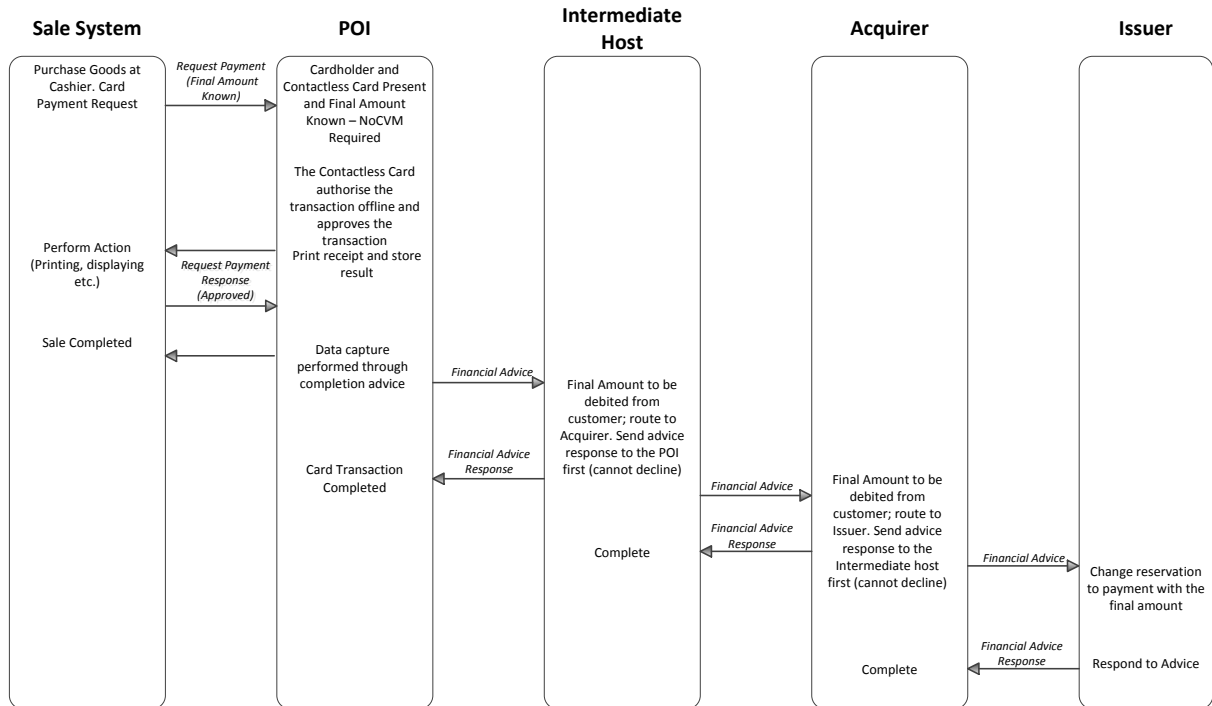 Sale System
POI
Intermediate
Host
Acquirer
Issuer
Purchase Goods at
Cashier. Card
Payment Request
Request Payment
(Final Amount
Known)
Cardholder and
Contactless Card Present
and Final Amount
Known – NoCVM
Required
The Contactless Card
authorise the
transaction offline and
approves the
transaction
Print receipt and store
result
Perform Action
(Printing, displaying
etc.)
Request Payment
Response
(Approved)
Sale Completed
Data capture
performed through
completion advice
Financial Advice
Final Amount to be
debited from
customer; route to
Acquirer. Send advice
response to the POI
first (cannot decline)
Financial Advice
Response
Card Transaction
Completed
Financial Advice
Final Amount to be
debited from
customer; route to
Issuer. Send advice
response to the
Intermediate host
first (cannot decline)
Financial Advice
Response
Complete
Financial Advice
Change reservation
to payment with the
final amount
Financial Advice
Response
Respond to Advice
Complete